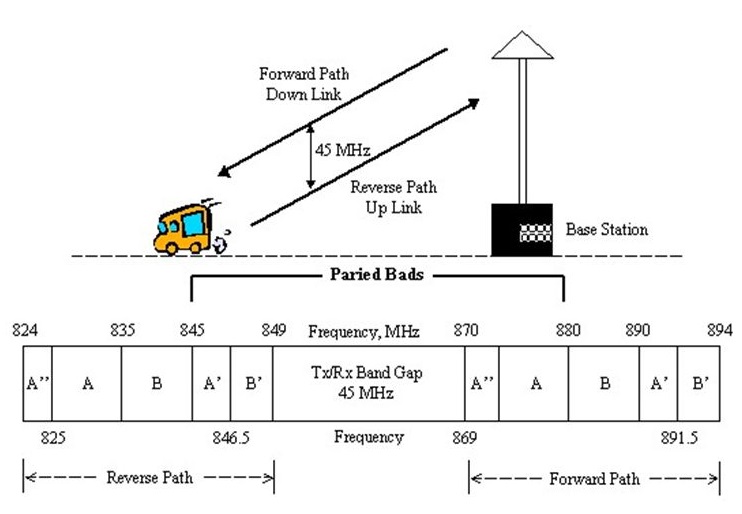 Forward Path
Down Link
45 MHz
Reverse Path
Up Link
Base Station
Paried Bads
824 835 845 849 Frequency, MHz 870 880 890 894
A’’ A B A’ B’ Tx/Rx Band Gap A’’ A B A’ B’
45 MHz
825 846.5 Frequency 869 891.5
Reverse Path Forward Path